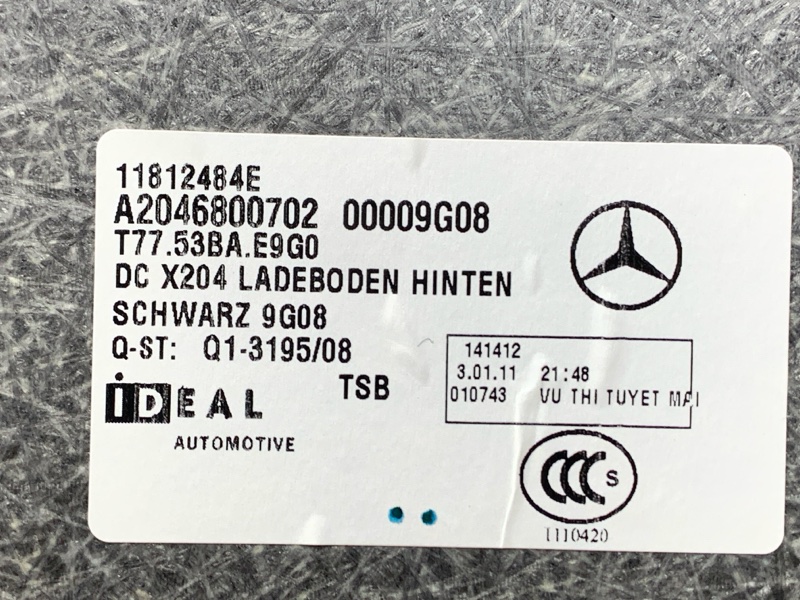 11812484E
A2046800702 00009G08
T77.53BA.E9G0
DC X204 LADEBODEN HINTEN
SCHWARZ 9G08
Q-ST: Q1-3195/08
TSB
iDEAL
AUTOMOTIVE
141412
3.01.11 21:48
010743 VU THI TUYET MAI
CCC S
1110420